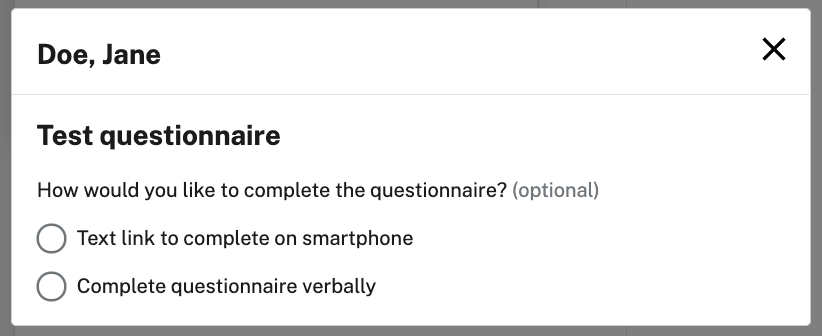 Doe, Jane
Test questionnaire
How would you like to complete the questionnaire? (optional)
Text link to complete on smartphone
Complete questionnaire verbally